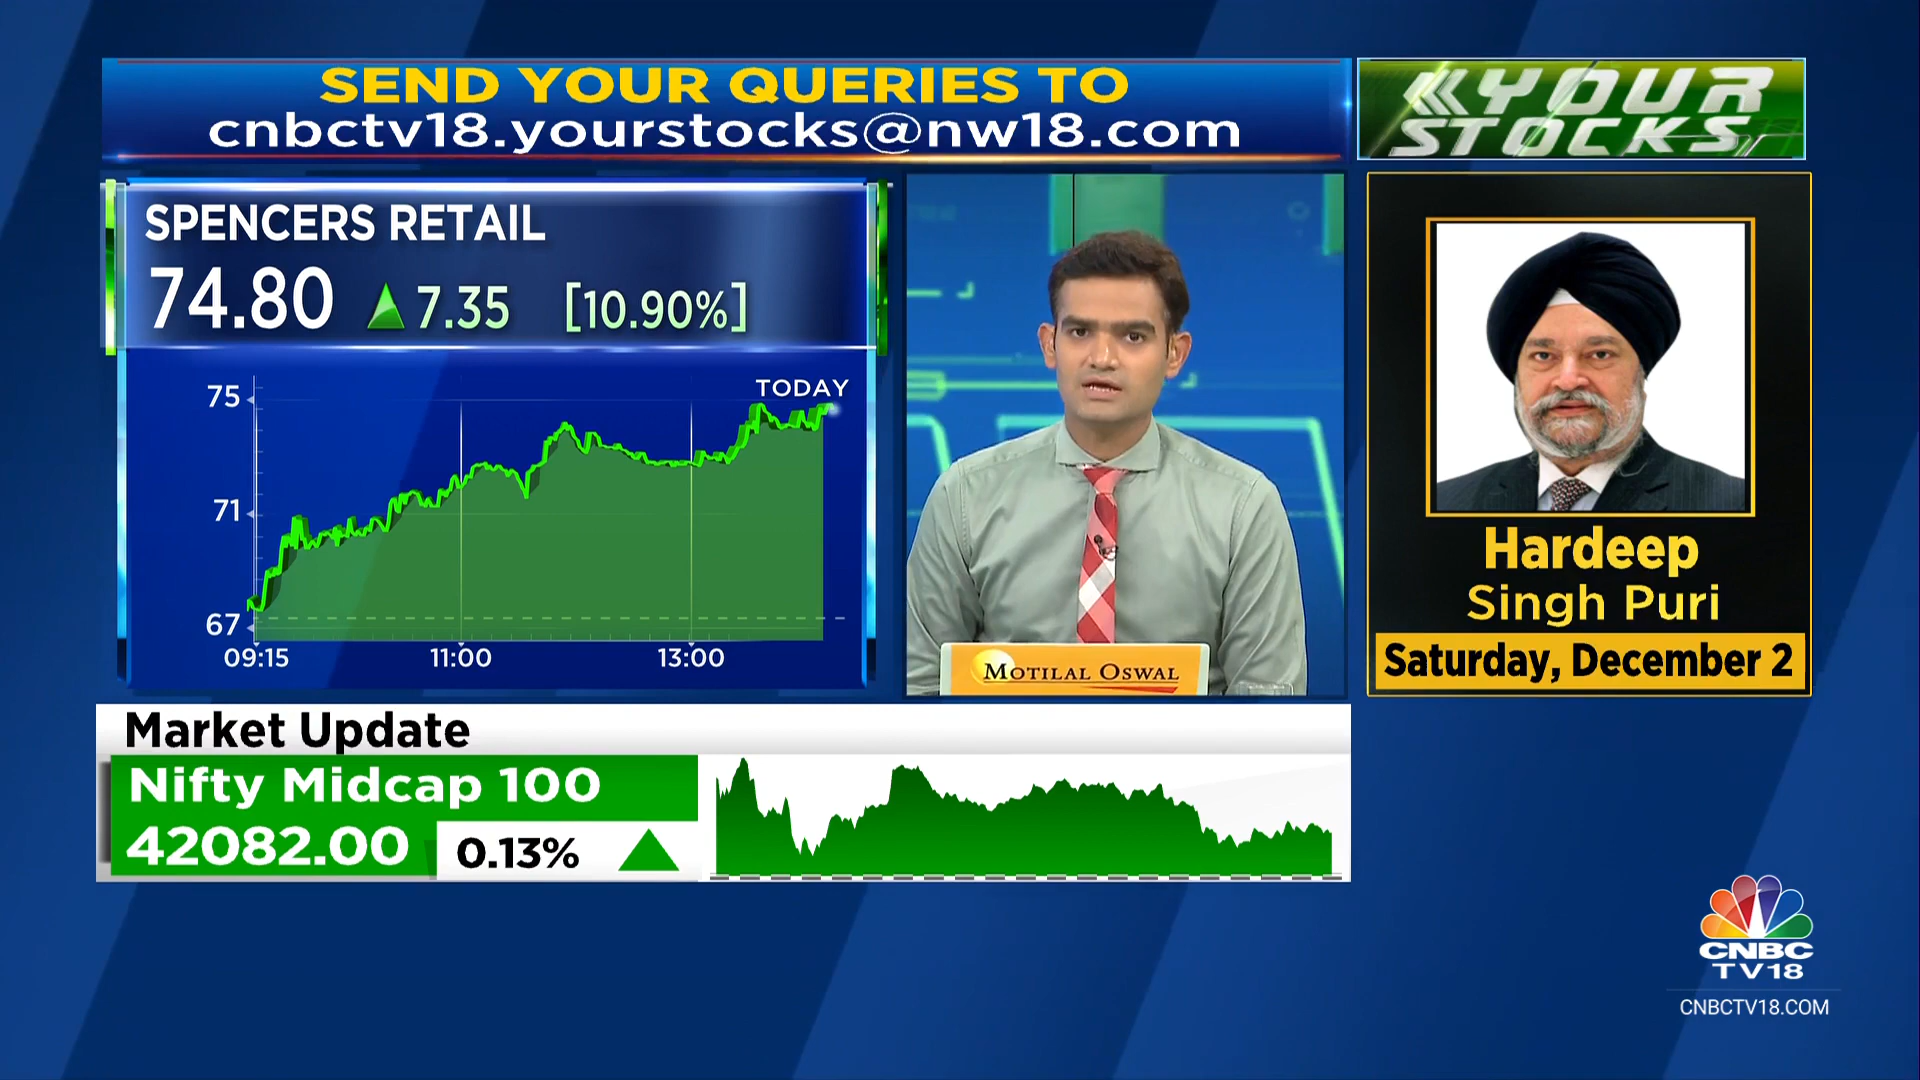 SEND YOUR QUERIES TO
cnbctv18.yourstocks@nw18.com
YOUR
STOCKS
SPENCERS RETAIL
74.80 ▲ 7.35 [10.90%]
TODAY
75
71
67
09:15 11:00 13:00
MOTILAL OSWAL
Hardeep
Singh Puri
Saturday, December 2
Market Update
Nifty Midcap 100
42082.00 0.13% ▲
CNBC
TV18
CNBCTV18.COM